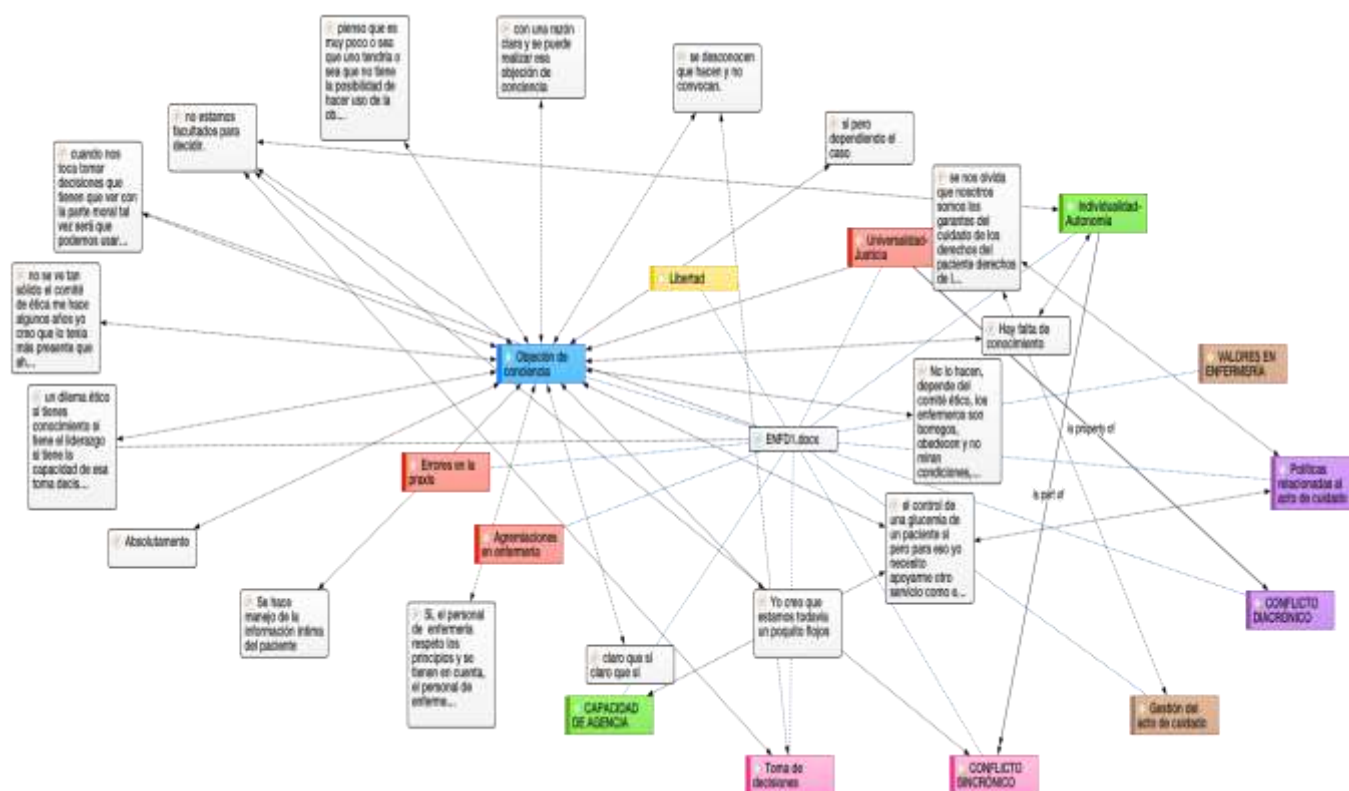 pienso que es
muy poco o sea
que uno tendría o
sea que no tiene
la posibilidad de
hacer uso de la
ob...
con una razón
clara y se puede
realizar esa
objeción de
conciencia
se desconocen
que hacen y no
convocan.
no estamos
facultados para
decidir.
sí pero
dependiendo el
caso
cuando nos
toca tomar
decisiones que
tienen que ver con
la parte moral tal
vez será que
podemos usar...
se nos olvida
que nosotros
somos los
garantes del
cuidado de los
derechos del
paciente derechos
de l...
Individualidad-
Autonomía
Universalidad-
Justicia
Libertad
no se ve tan
sólido el comité
de ética me hace
algunos años yo
creo que lo tenía
más presente que
ah...
Hay falta de
conocimiento
Objeción de
conciencia
VALORES EN
ENFERMERÍA
No lo hacen,
depende del
comité ético, los
enfermeros son
borregos,
obedecen y no
miran
condiciones,...
un dilema ético
si tienes
conocimiento si
tiene el liderazgo
si tiene la
capacidad de esa
toma decis...
ENFD1.docx
is property of
Errores en la
praxis
Políticas
relacionadas al
acto de cuidado
is part of
el control de
una glucemia de
un paciente sí
pero para eso yo
necesito
apoyarme otro
servicio como e...
Absolutamente
Agremiaciones
en enfermería
Se hace
manejo de la
información íntima
del paciente
Yo creo que
estamos todavía
un poquito flojos
CONFLICTO
DIACRÓNICO
Sí, el personal
de enfermería
respeta los
principios y se
tienen en cuenta,
el personal de
enferme...
claro que sí
claro que sí
CAPACIDAD
DE AGENCIA
Gestión del
acto de cuidado
Toma de
decisiones
CONFLICTO
SINCRÓNICO